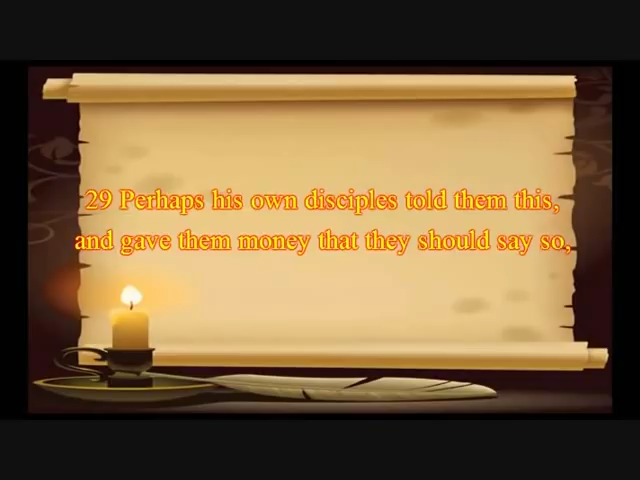 29 Perhaps his own disciples told them this,
and gave them money that they should say so,